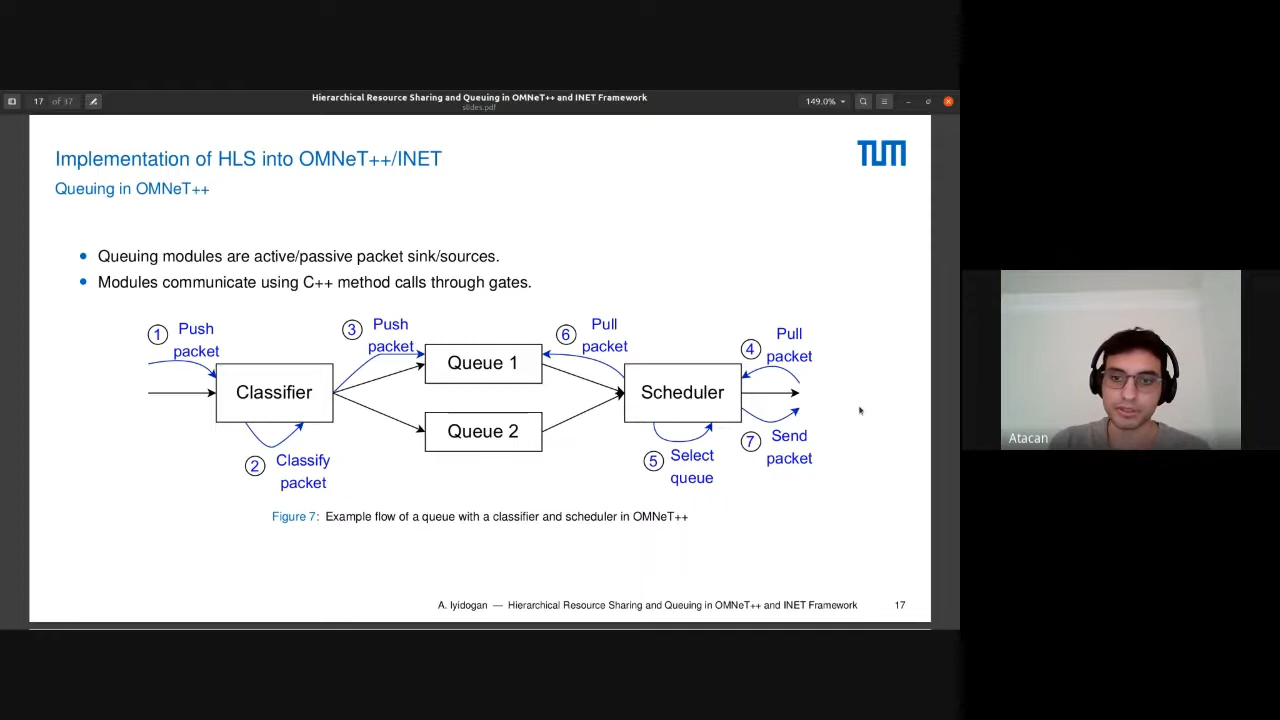 Hierarchical Resource Sharing and Queuing in OMNeT++ and INET Framework
slides.pdf
17 of 37
149.0%
Implementation of HLS into OMNeT++/INET
TUM
Queuing in OMNeT++
Queuing modules are active/passive packet sink/sources.
Modules communicate using C++ method calls through gates.
1 Push
packet
3 Push
packet
6 Pull
packet
4 Pull
packet
Queue 1
Classifier
Scheduler
Queue 2
2 Classify
packet
5 Select
queue
7 Send
packet
Figure 7: Example flow of a queue with a classifier and scheduler in OMNeT++
A. Iyidogan — Hierarchical Resource Sharing and Queuing in OMNeT++ and INET Framework 17
Atacan